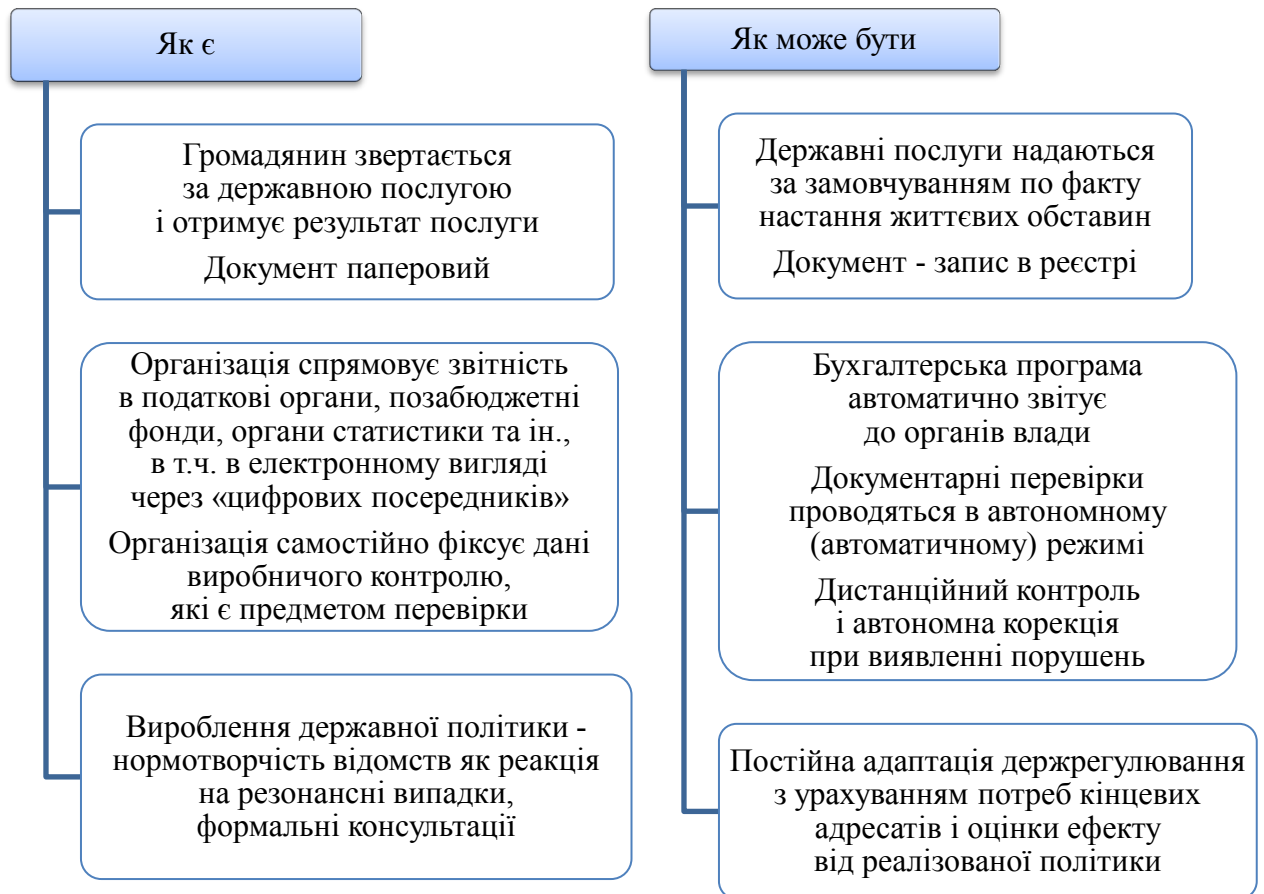 Як є
Громадянин звертається
за державною послугою
і отримує результат послуги
Документ паперовий
Організація спрямовує звітність
в податкові органи, позабюджетні
фонди, органи статистики та ін.,
в т.ч. в електронному вигляді
через «цифрових посередників»
Організація самостійно фіксує дані
виробничого контролю,
які є предметом перевірки
Вироблення державної політики -
нормотворчість відомств як реакція
на резонансні випадки,
формальні консультації
Як може бути
Державні послуги надаються
за замовчуванням по факту
настання життєвих обставин
Документ - запис в реєстрі
Бухгалтерська програма
автоматично звітує
до органів влади
Документарні перевірки
проводяться в автономному
(автоматичному) режимі
Дистанційний контроль
і автономна корекція
при виявленні порушень
Постійна адаптація держрегулювання
з урахуванням потреб кінцевих
адресатів і оцінки ефекту
від реалізованої політики